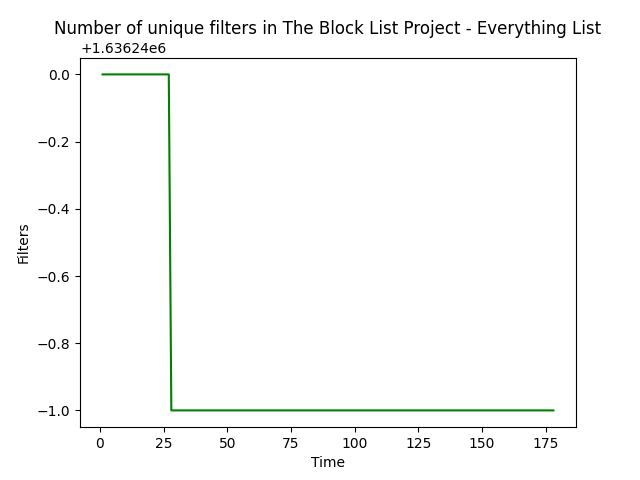 Number of unique filters in The Block List Project - Everything List
+1.63624e6
0.0
−0.2
−0.4
−0.6
−0.8
−1.0
Filters
0 25 50 75 100 125 150 175
Time